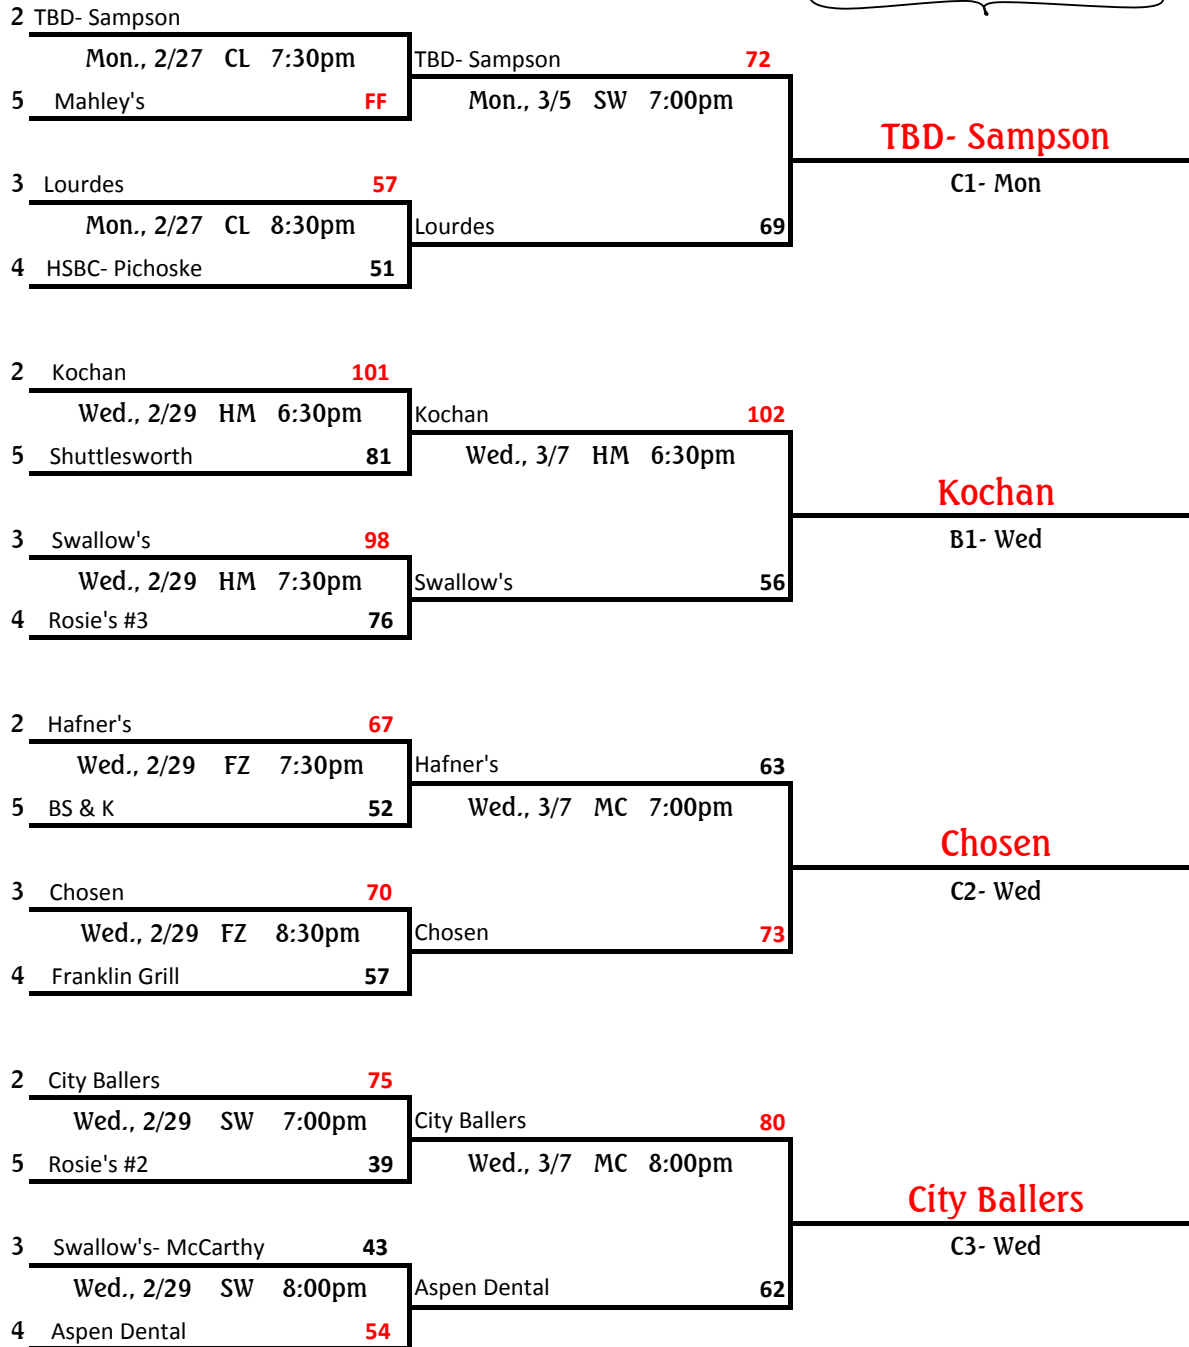 2 TBD- Sampson
Mon., 2/27 CL 7:30pm
TBD- Sampson 72
5 Mahley's FF
Mon., 3/5 SW 7:00pm
TBD- Sampson
3 Lourdes 57
C1- Mon
Mon., 2/27 CL 8:30pm
Lourdes 69
4 HSBC- Pichoske 51
2 Kochan 101
Wed., 2/29 HM 6:30pm
Kochan 102
5 Shuttlesworth 81
Wed., 3/7 HM 6:30pm
Kochan
3 Swallow's 98
B1- Wed
Wed., 2/29 HM 7:30pm
Swallow's 56
4 Rosie's #3 76
2 Hafner's 67
Wed., 2/29 FZ 7:30pm
Hafner's 63
5 BS & K 52
Wed., 3/7 MC 7:00pm
Chosen
3 Chosen 70
C2- Wed
Wed., 2/29 FZ 8:30pm
Chosen 73
4 Franklin Grill 57
2 City Ballers 75
Wed., 2/29 SW 7:00pm
City Ballers 80
5 Rosie's #2 39
Wed., 3/7 MC 8:00pm
City Ballers
3 Swallow's- McCarthy 43
C3- Wed
Wed., 2/29 SW 8:00pm
Aspen Dental 62
4 Aspen Dental 54